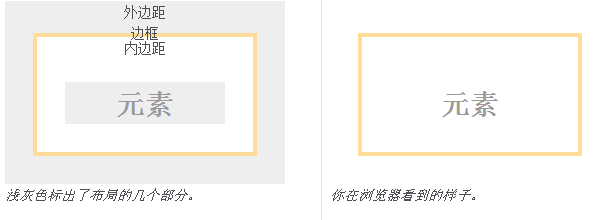 外边距
边框
内边距
元素
浅灰色标出了布局的几个部分。
元素
你在浏览器看到的样子。